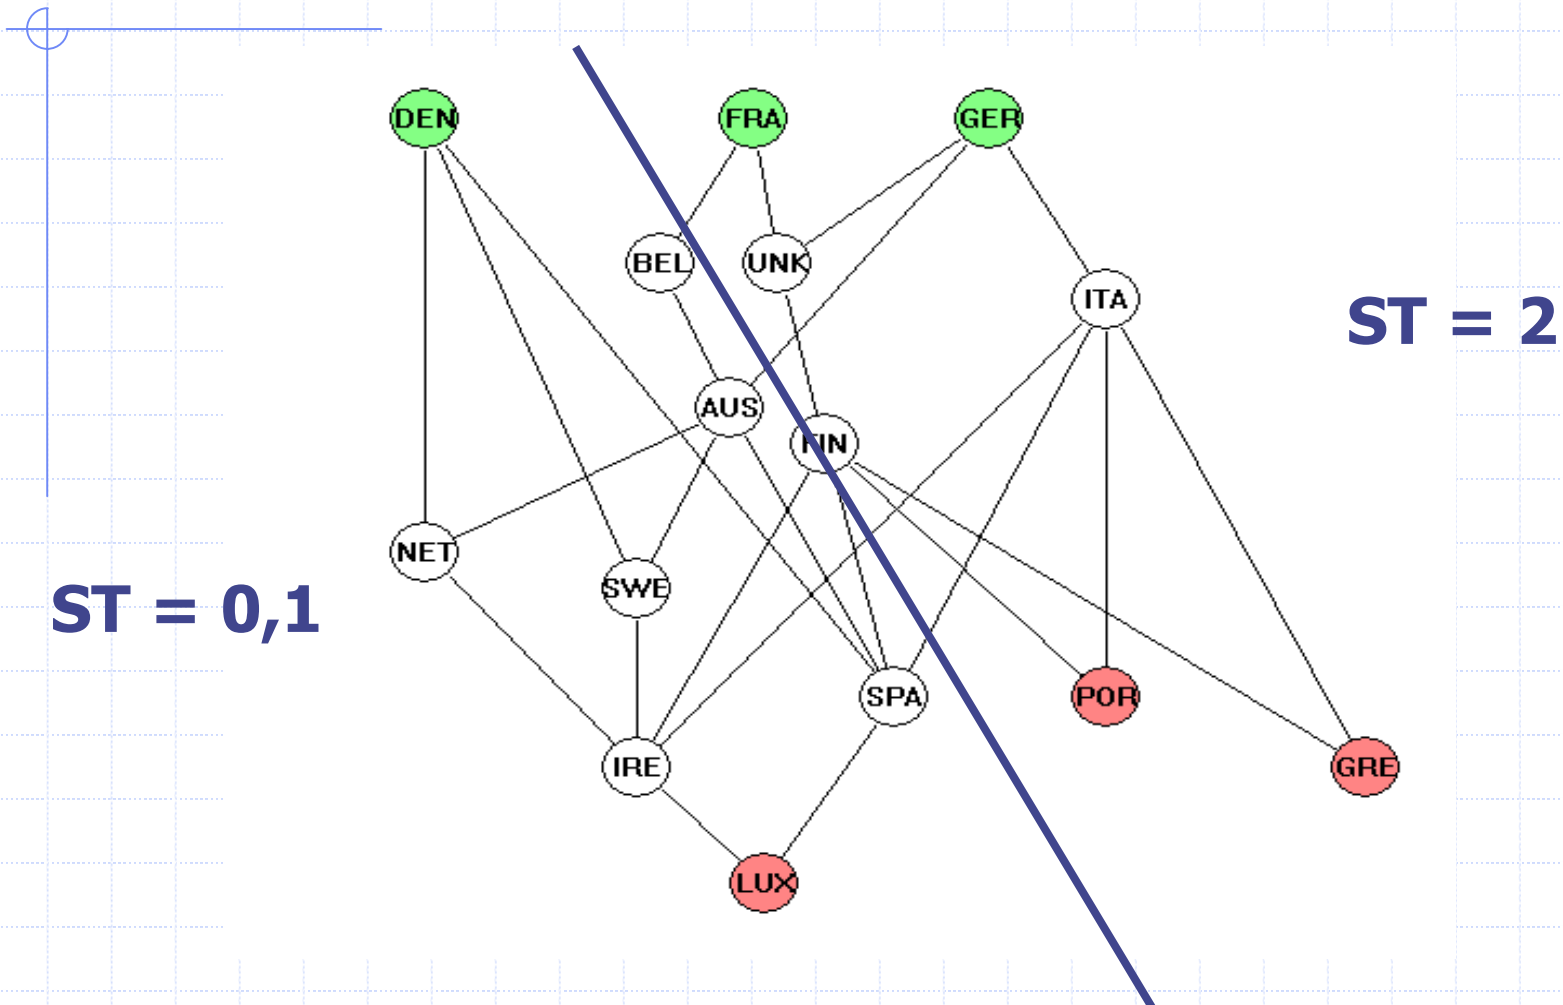 DEN FRA GER
BEL UNK
ITA
ST = 2
AUS
FIN
NET
SWE
ST = 0,1
SPA POR
IRE GRE
LUX